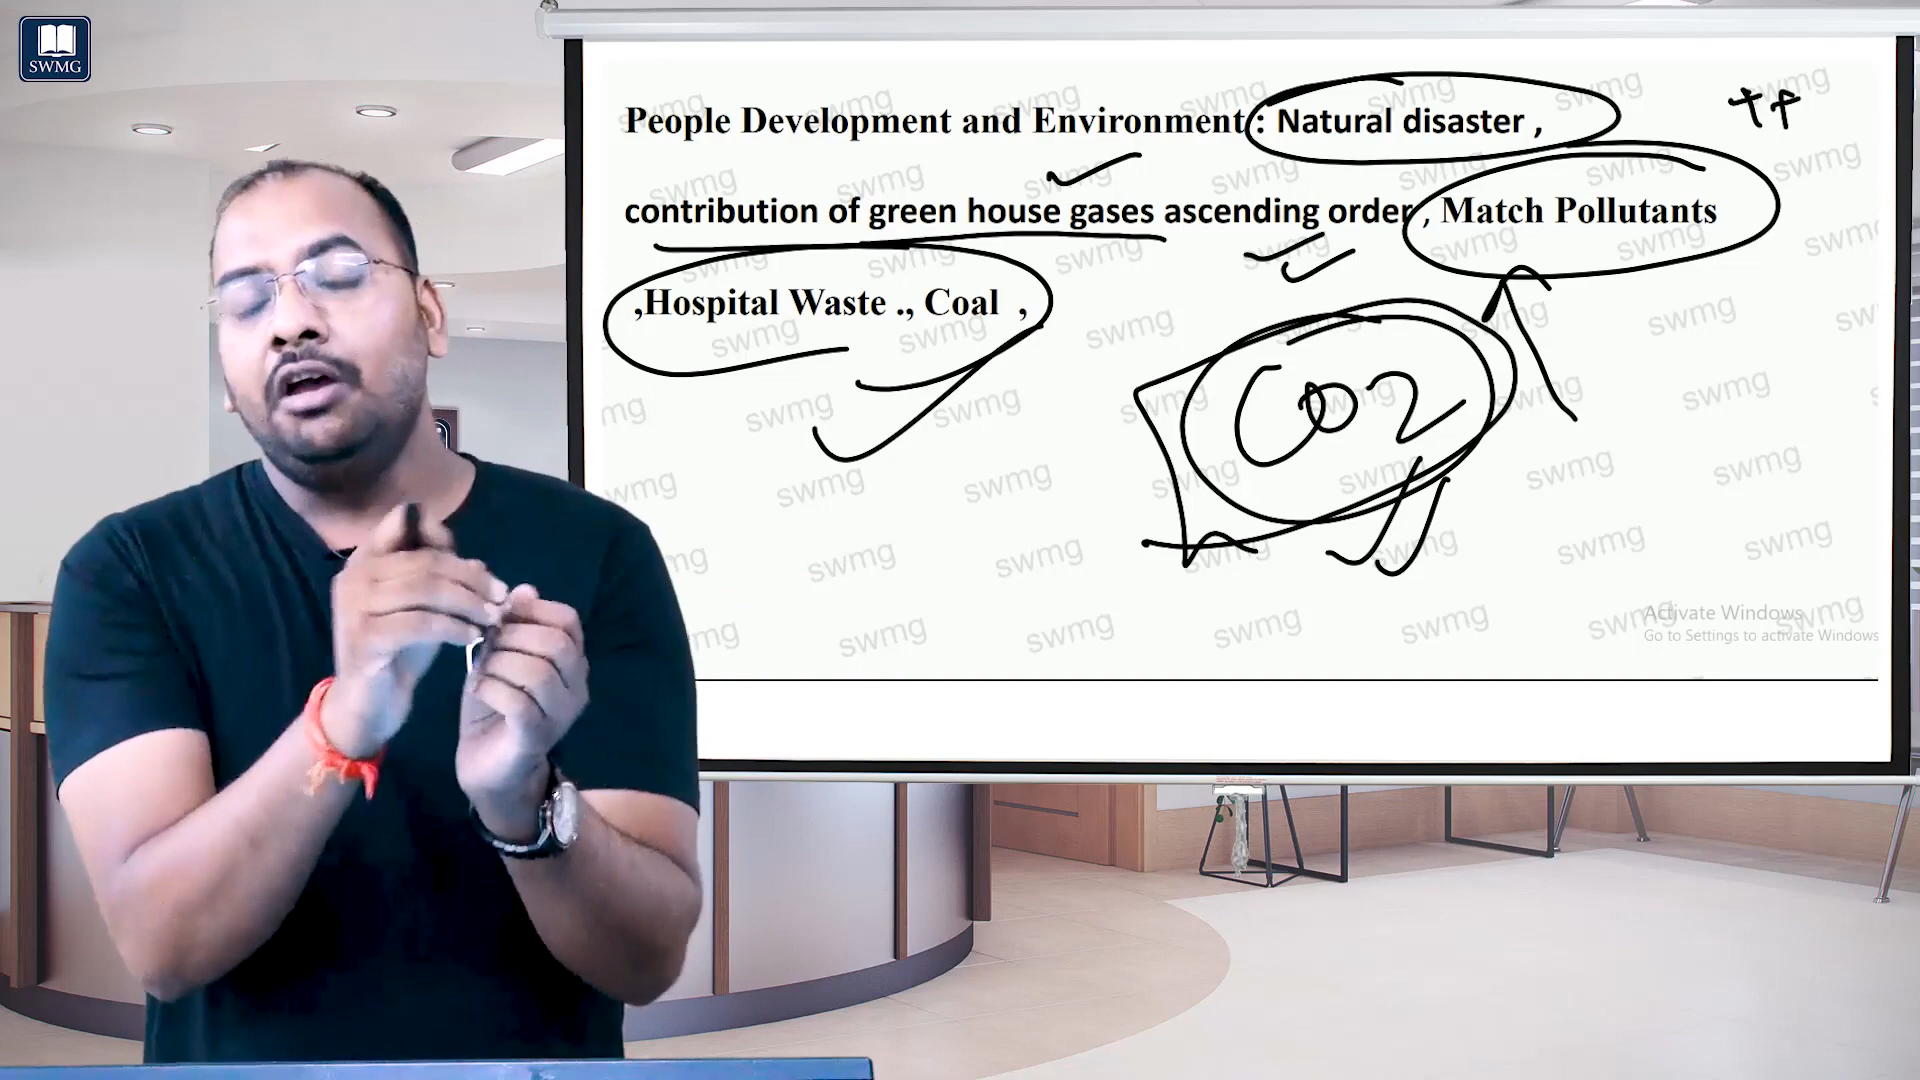 SWMG
People Development and Environment : Natural disaster ,
contribution of green house gases ascending order , Match Pollutants
,Hospital Waste ., Coal ,
CO2
Activate Windows
Go to Settings to activate Windows
swmg